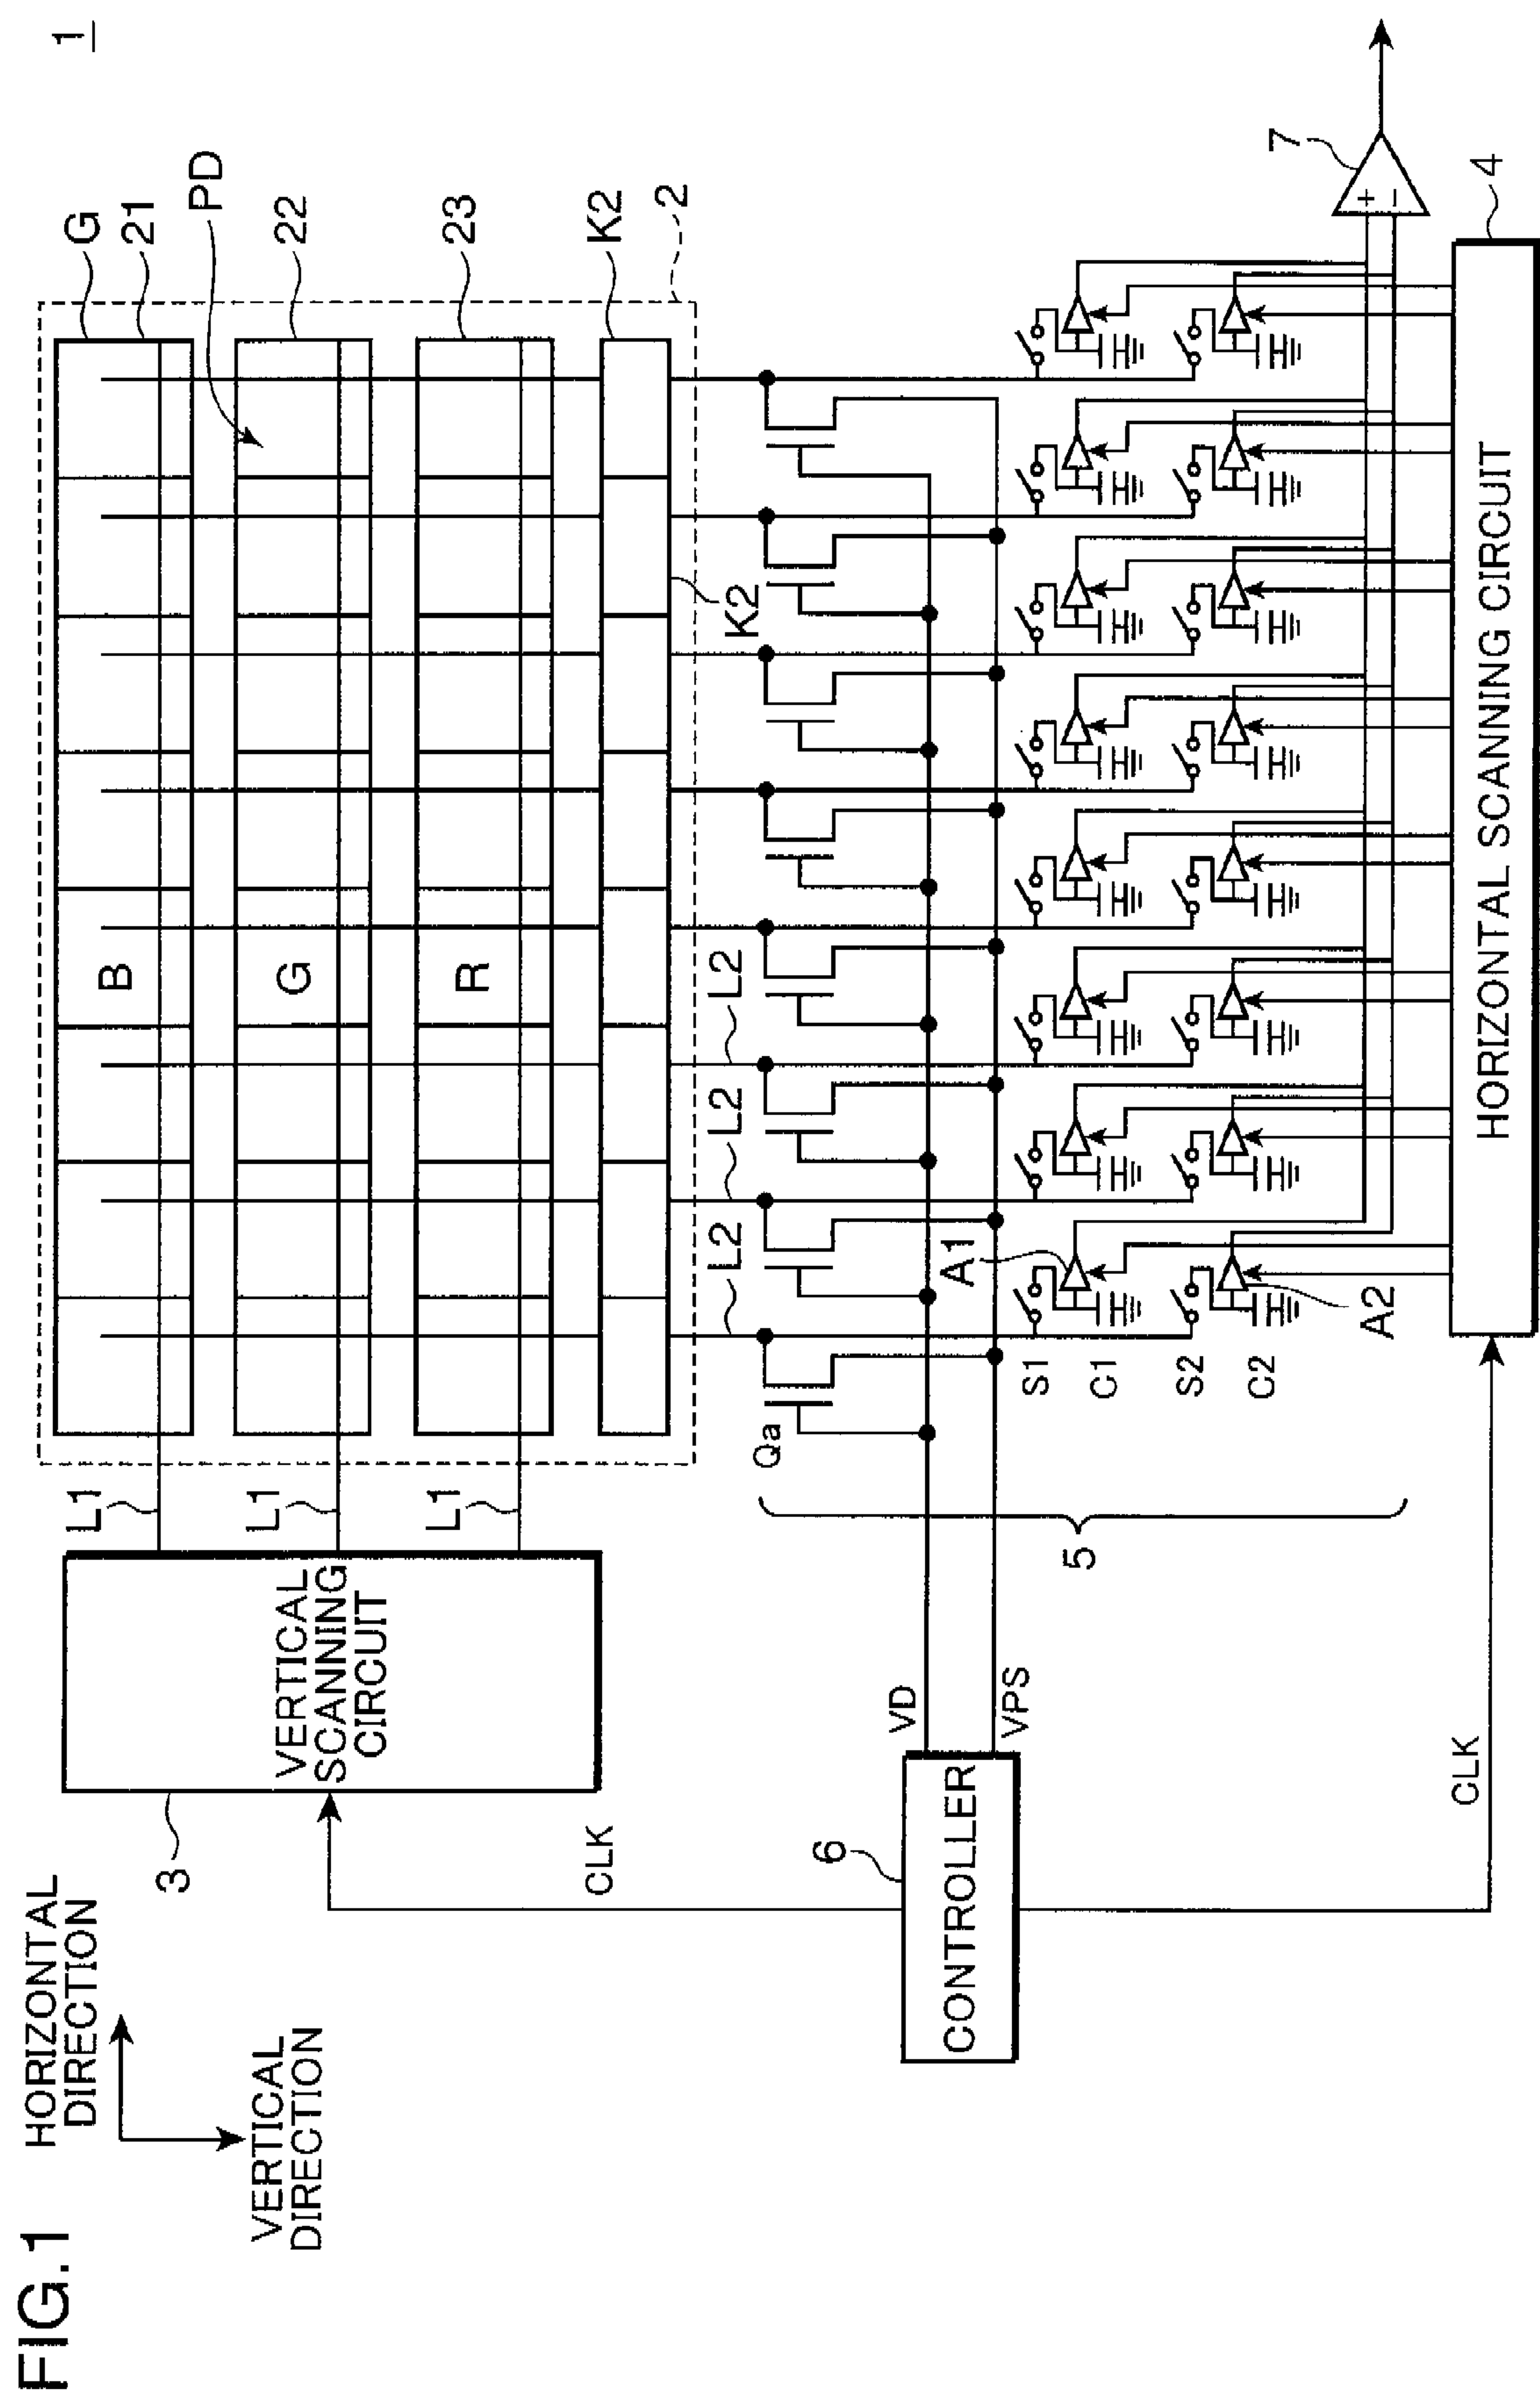 FIG.1
HORIZONTAL
DIRECTION
VERTICAL
DIRECTION
1
3
VERTICAL
SCANNING
CIRCUIT
CLK
L1
L1
L1
B
G
R
G
21
PD
22
23
K2
2
K2
L2
L2
L2
Qa
6
CONTROLLER
VD
VPS
5
S1
C1
S2
C2
A1
A2
7
+
−
4
HORIZONTAL SCANNING CIRCUIT
CLK